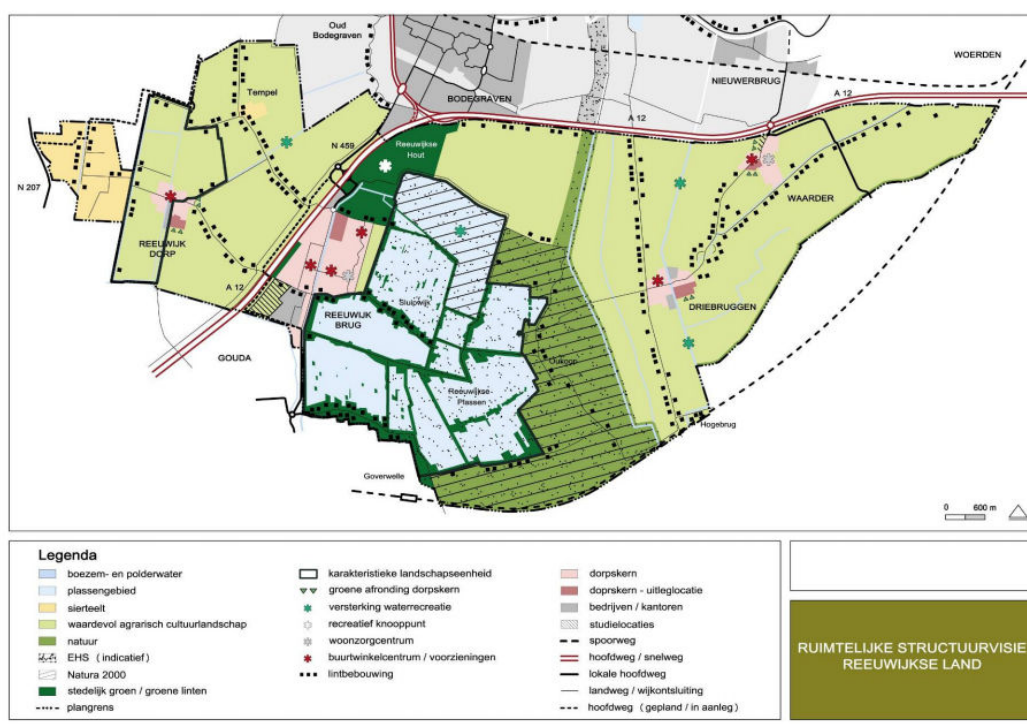 Oud
Bodegraven
WOERDEN
NIEUWERBRUG
BODEGRAVEN
A 12
A 12
Tempel
N 459
Reeuwijkse
Hout
N 207
WAARDER
REEUWIJK
DORP
A 12
Sluipwijk
DRIEBRUGGEN
REEUWIJK
BRUG
GOUDA
Oukoop
Reeuwijkse-
Plassen
Hogebrug
Goverwelle
0 600 m
Legenda
boezem- en polderwater
plassengebied
sierteelt
waardevol agrarisch cultuurlandschap
natuur
EHS ( indicatief )
Natura 2000
stedelijk groen / groene linten
plangrens
karakteristieke landschapseenheid
groene afronding dorpskern
versterking waterrecreatie
recreatief knooppunt
woonzorgcentrum
buurtwinkelcentrum / voorzieningen
lintbebouwing
dorpskern
doprskern - uitleglocatie
bedrijven / kantoren
studielocaties
spoorweg
hoofdweg / snelweg
lokale hoofdweg
landweg / wijkontsluiting
hoofdweg ( gepland / in aanleg )
RUIMTELIJKE STRUCTUURVISIE
REEUWIJKSE LAND